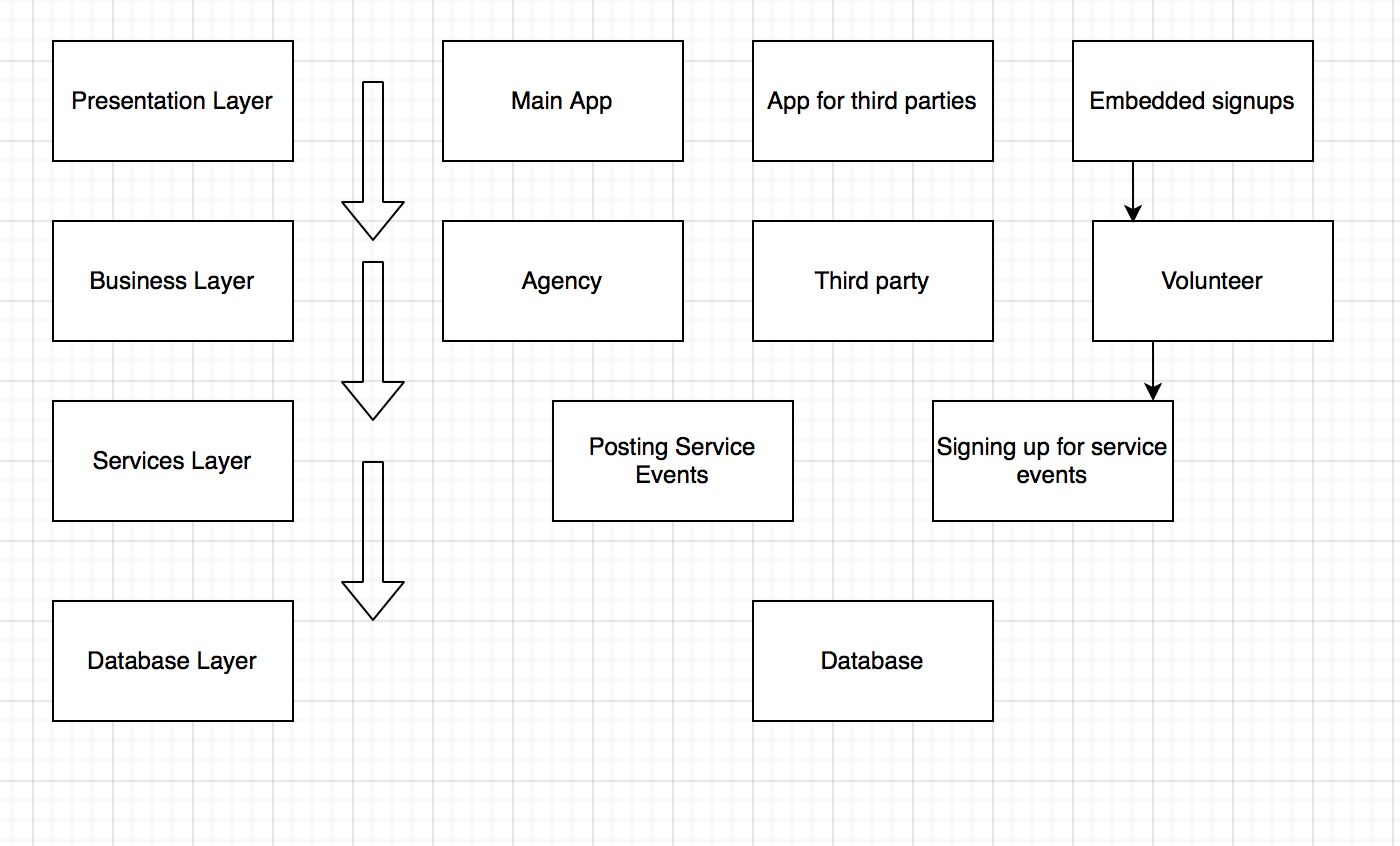 Presentation Layer
Main App
App for third parties
Embedded signups
Business Layer
Agency
Third party
Volunteer
Services Layer
Posting Service
Events
Signing up for service
events
Database Layer
Database